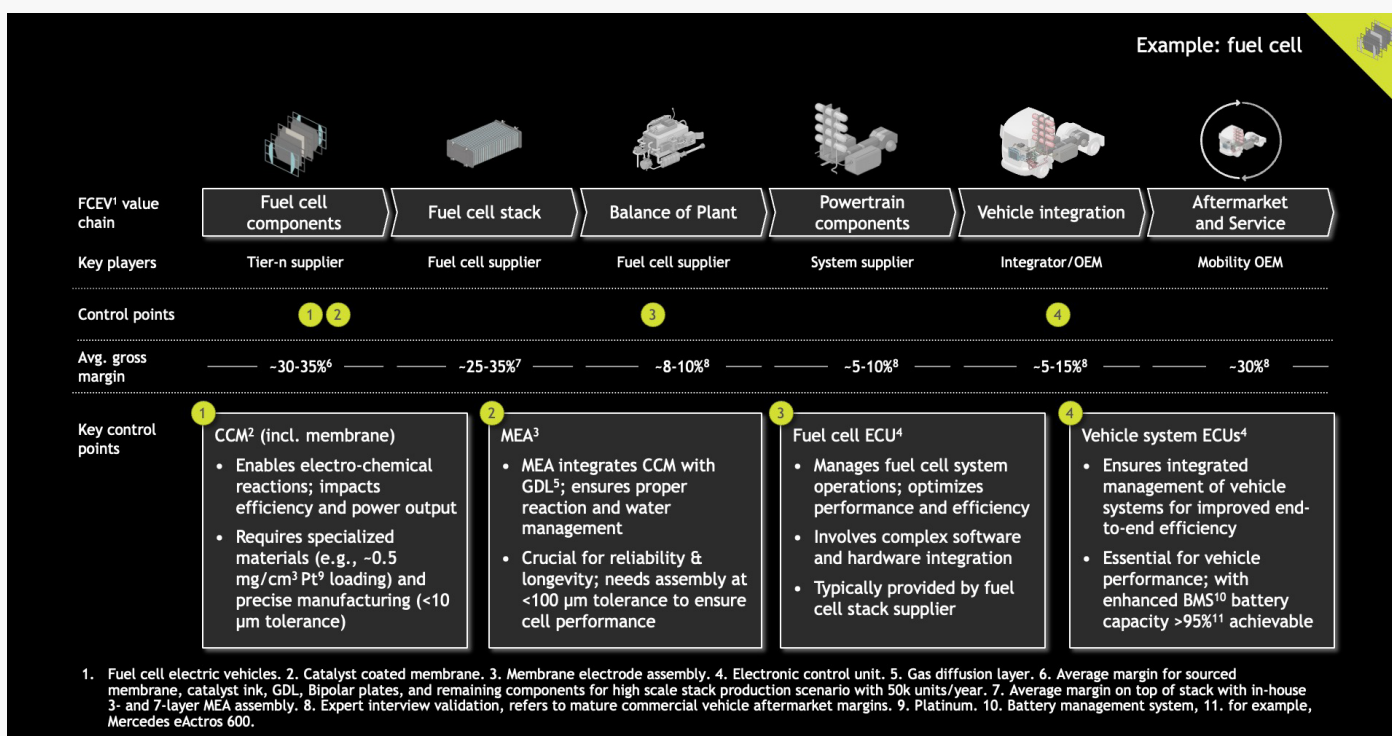 Example: fuel cell
FCEV¹ value
chain
Fuel cell
components
Fuel cell stack
Balance of Plant
Powertrain
components
Vehicle integration
Aftermarket
and Service
Key players
Tier-n supplier
Fuel cell supplier
Fuel cell supplier
System supplier
Integrator/OEM
Mobility OEM
Control points
1
2
3
4
Avg. gross
margin
~30-35%⁶
~25-35%⁷
~8-10%⁸
~5-10%⁸
~5-15%⁸
~30%⁸
Key control
points
1
CCM² (incl. membrane)
• Enables electro-chemical
reactions; impacts
efficiency and power output
• Requires specialized
materials (e.g., ~0.5
mg/cm³ Pt⁹ loading) and
precise manufacturing (<10
µm tolerance)
2
MEA³
• MEA integrates CCM with
GDL⁵; ensures proper
reaction and water
management
• Crucial for reliability &
longevity; needs assembly at
<100 µm tolerance to ensure
cell performance
3
Fuel cell ECU⁴
• Manages fuel cell system
operations; optimizes
performance and efficiency
• Involves complex software
and hardware integration
• Typically provided by fuel
cell stack supplier
4
Vehicle system ECUs⁴
• Ensures integrated
management of vehicle
systems for improved end-
to-end efficiency
• Essential for vehicle
performance; with
enhanced BMS¹⁰ battery
capacity >95%¹¹ achievable
1. Fuel cell electric vehicles. 2. Catalyst coated membrane. 3. Membrane electrode assembly. 4. Electronic control unit. 5. Gas diffusion layer. 6. Average margin for sourced
membrane, catalyst ink, GDL, Bipolar plates, and remaining components for high scale stack production scenario with 50k units/year. 7. Average margin on top of stack with in-house
3- and 7-layer MEA assembly. 8. Expert interview validation, refers to mature commercial vehicle aftermarket margins. 9. Platinum. 10. Battery management system, 11. for example,
Mercedes eActros 600.